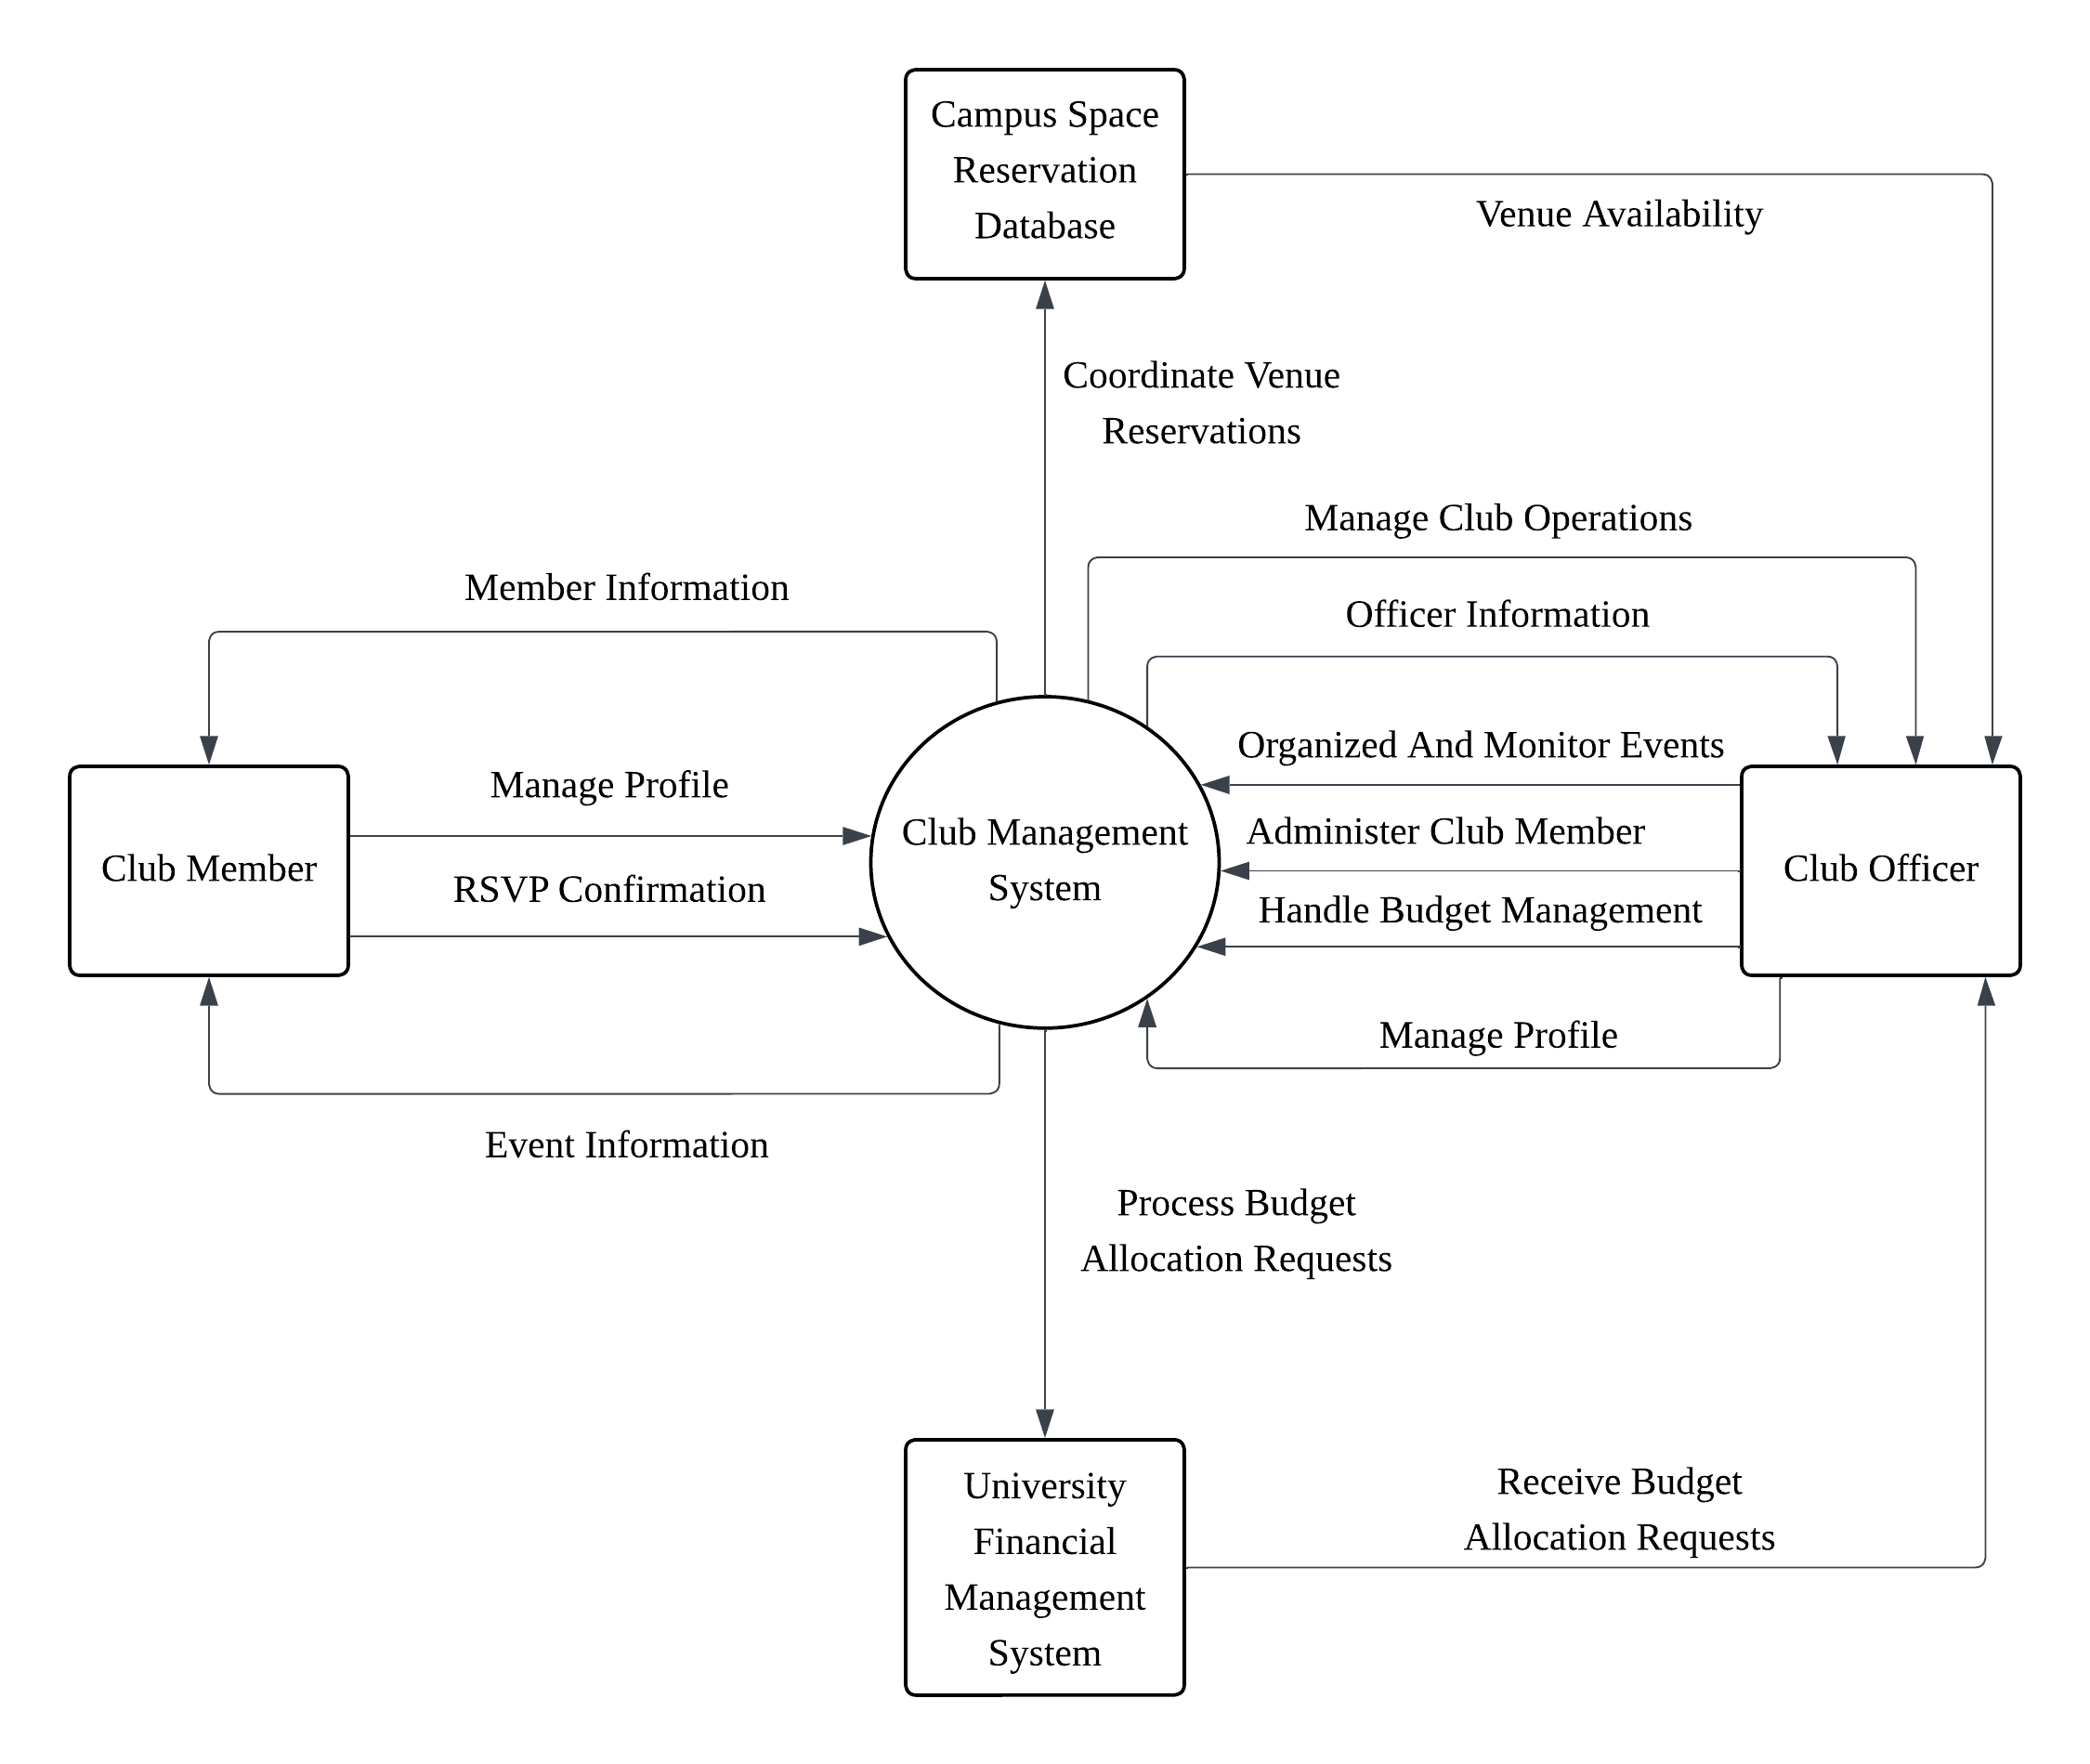 Campus Space
Reservation
Database
Venue Availability
Coordinate Venue
Reservations
Manage Club Operations
Member Information
Officer Information
Organized And Monitor Events
Manage Profile
Club Management
System
Administer Club Member
Club Member
Club Officer
RSVP Confirmation
Handle Budget Management
Manage Profile
Event Information
Process Budget
Allocation Requests
University
Financial
Management
System
Receive Budget
Allocation Requests